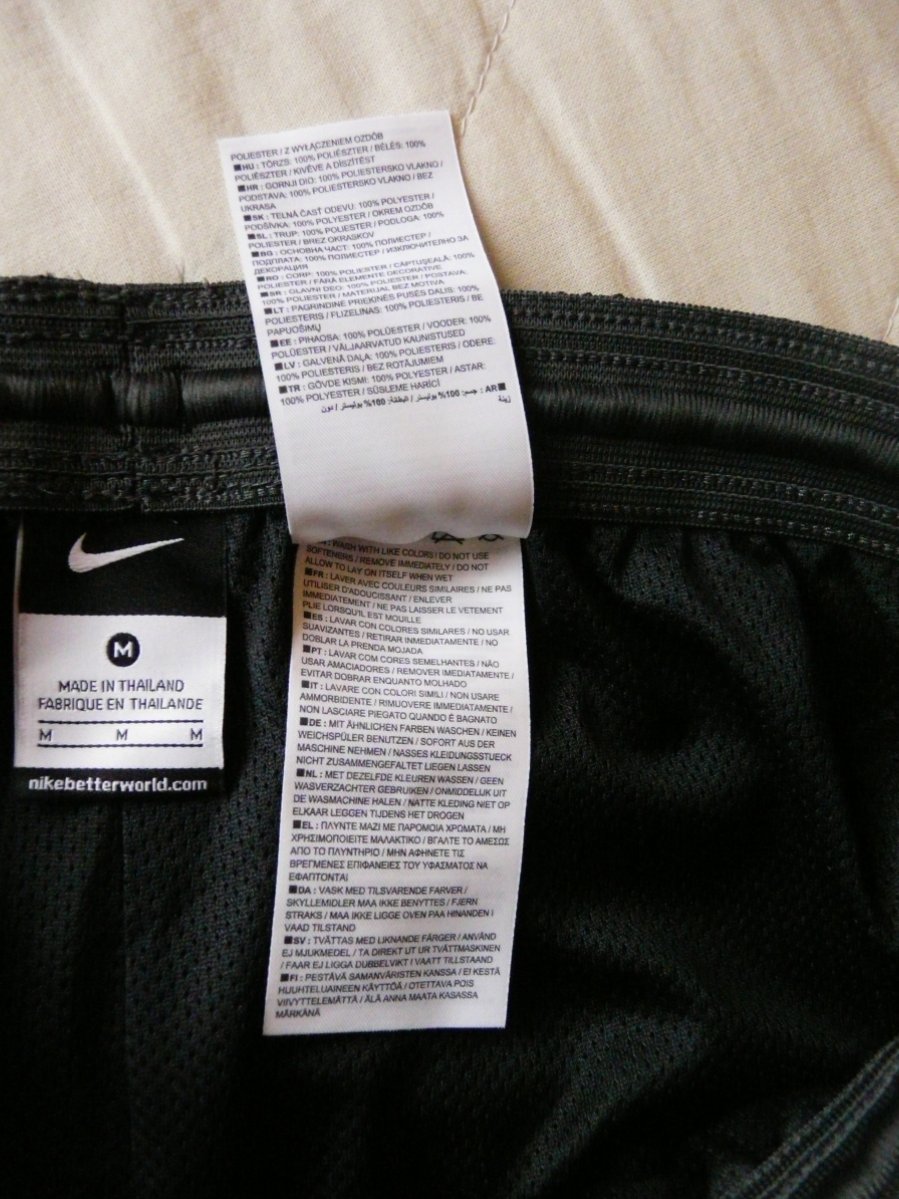 POLIESTER / Z WYŁĄCZENIEM OZDÓB
HU : TÖRZS: 100% POLIÉSZTER / BÉLÉS: 100%
POLIÉSZTER / KIVÉVE A DÍSZÍTÉST
HR : GORNJI DIO: 100% POLIESTERSKO VLAKNO /
PODSTAVA: 100% POLIESTERSKO VLAKNO / BEZ
UKRASA
SK : TELNÁ ČASŤ ODEVU: 100% POLYESTER /
PODŠÍVKA: 100% POLYESTER / OKREM OZDÔB
SL : TRUP: 100% POLIESTER / PODLOGA: 100%
POLIESTER / BREZ OKRASKOV
BG : ОСНОВНА ЧАСТ: 100% ПОЛИЕСТЕР /
ПОДПЛАТА: 100% ПОЛИЕСТЕР / ИЗКЛЮЧИТЕЛНО ЗА
ДЕКОРАЦИЯ
RO : CORP: 100% POLIESTER / CĂPTUŞEALĂ: 100%
POLIESTER / FĂRĂ ELEMENTE DECORATIVE
SR : GLAVNI DEO: 100% POLIESTER / POSTAVA:
100% POLIESTER / MATERIJAL BEZ MOTIVA
LT : PAGRINDINĖ PRIEKINĖS PUSĖS DALIS: 100%
POLIESTERIS / FLIZELINAS: 100% POLIESTERIS / BE
PAPUOŠIMŲ
EE : PIHAOSA: 100% POLÜESTER / VOODER: 100%
POLÜESTER / VÄLJAARVATUD KAUNISTUSED
LV : GALVENĀ DAĻA: 100% POLIESTERIS / ODERE:
100% POLIESTERIS / BEZ ROTĀJUMIEM
TR : GÖVDE KISMI: 100% POLYESTER / ASTAR:
100% POLYESTER / SÜSLEME HARİCİ
AR : جسم: 100% بوليستر / البطانة: 100% بوليستر / دون
زينة
WASH WITH LIKE COLORS / DO NOT USE
SOFTENERS / REMOVE IMMEDIATELY / DO NOT
ALLOW TO LAY ON ITSELF WHEN WET
FR : LAVER AVEC COULEURS SIMILAIRES / NE PAS
UTILISER D'ADOUCISSANT / ENLEVER
IMMEDIATEMENT / NE PAS LAISSER LE VETEMENT
PLIE LORSQU'IL EST MOUILLE
ES : LAVAR CON COLORES SIMILARES / NO USAR
SUAVIZANTES / RETIRAR INMEDIATAMENTE / NO
DOBLAR LA PRENDA MOJADA
PT : LAVAR COM CORES SEMELHANTES / NÃO
USAR AMACIADORES / REMOVER IMEDIATAMENTE /
EVITAR DOBRAR ENQUANTO MOLHADO
IT : LAVARE CON COLORI SIMILI / NON USARE
AMMORBIDENTE / RIMUOVERE IMMEDIATAMENTE /
NON LASCIARE PIEGATO QUANDO É BAGNATO
DE : MIT ÄHNLICHEN FARBEN WASCHEN / KEINEN
WEICHSPÜLER BENUTZEN / SOFORT AUS DER
MASCHINE NEHMEN / NASSES KLEIDUNGSSTUECK
NICHT ZUSAMMENGEFALTET LIEGEN LASSEN
NL : MET DEZELFDE KLEUREN WASSEN / GEEN
WASVERZACHTER GEBRUIKEN / ONMIDDELIJK UIT
DE WASMACHINE HALEN / NATTE KLEDING NIET OP
ELKAAR LEGGEN TIJDENS HET DROGEN
EL : ΠΛΥΝΤΕ ΜΑΖΙ ΜΕ ΠΑΡΟΜΟΙΑ ΧΡΩΜΑΤΑ / ΜΗ
ΧΡΗΣΙΜΟΠΟΙΕΙΤΕ ΜΑΛΑΚΤΙΚΟ / ΒΓΑΛΤΕ ΤΟ ΑΜΕΣΩΣ
ΑΠΟ ΤΟ ΠΛΥΝΤΗΡΙΟ / ΜΗΝ ΑΦΗΝΕΤΕ ΤΙΣ
ΒΡΕΓΜΕΝΕΣ ΕΠΙΦΑΝΕΙΕΣ ΤΟΥ ΥΦΑΣΜΑΤΟΣ ΝΑ
ΕΦΑΠΤΟΝΤΑΙ
DA : VASK MED TILSVARENDE FARVER /
SKYLLEMIDLER MAA IKKE BENYTTES / FJERN
STRAKS / MAA IKKE LIGGE OVEN PAA HINANDEN I
VAAD TILSTAND
SV : TVÄTTAS MED LIKNANDE FÄRGER / ANVÄND
EJ MJUKMEDEL / TA DIREKT UT UR TVÄTTMASKINEN
/ FAAR EJ LIGGA DUBBELVIKT I VAATT TILLSTAAND
FI : PESTÄVÄ SAMANVÄRISTEN KANSSA / EI KESTÄ
HUUHTELUAINEEN KÄYTTÖÄ / OTETTAVA POIS
VIIVYTTELEMÄTTÄ / ÄLÄ ANNA MAATA KASASSA
MÄRKÄNÄ
M
MADE IN THAILAND
FABRIQUE EN THAILANDE
M M M
nikebetterworld.com